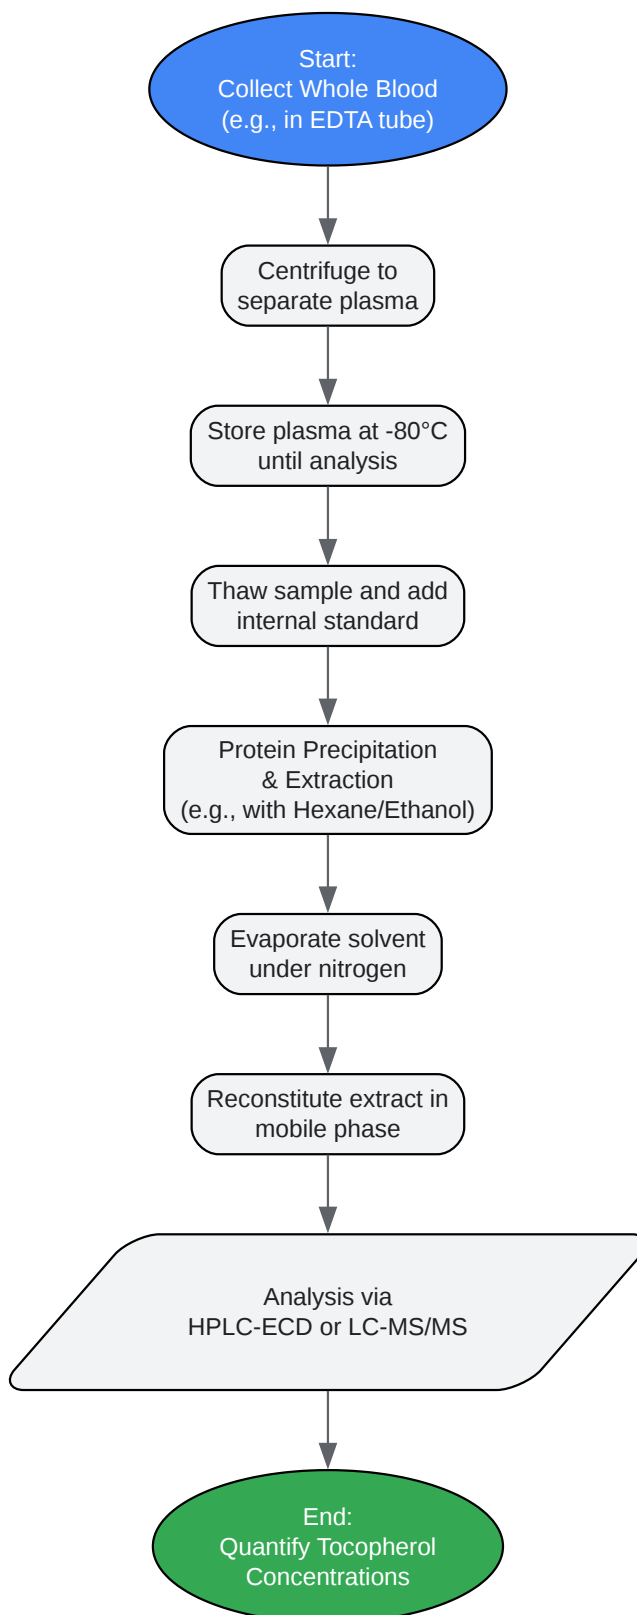 Start:
Collect Whole Blood
(e.g., in EDTA tube)
Centrifuge to
separate plasma
Store plasma at -80°C
until analysis
Thaw sample and add
internal standard
Protein Precipitation
& Extraction
(e.g., with Hexane/Ethanol)
Evaporate solvent
under nitrogen
Reconstitute extract in
mobile phase
Analysis via
HPLC-ECD or LC-MS/MS
End:
Quantify Tocopherol
Concentrations